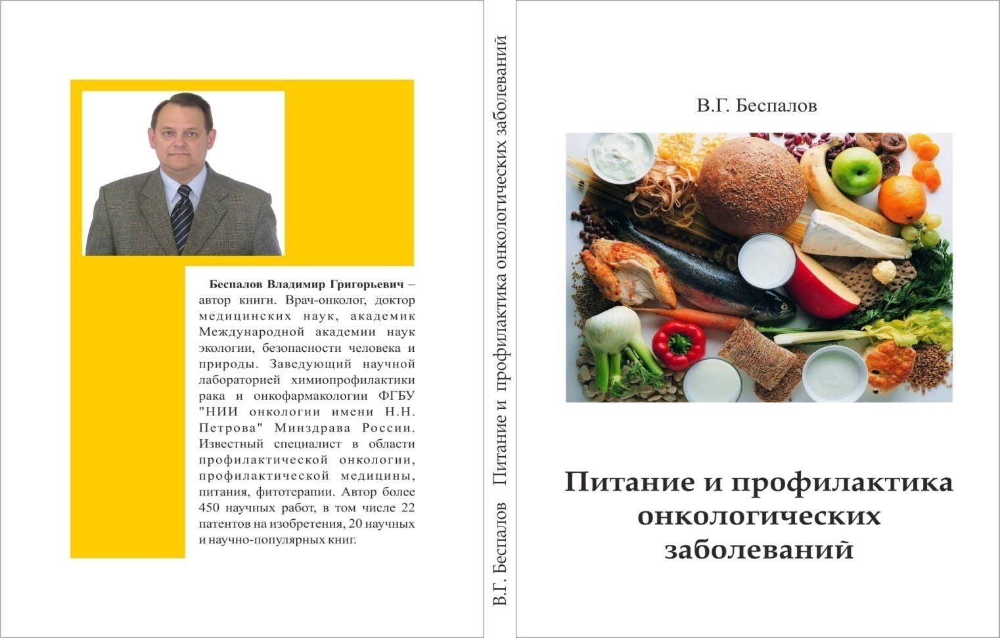 Беспалов Владимир Григорьевич –
автор книги. Врач-онколог, доктор
медицинских наук, академик
Международной академии наук
экологии, безопасности человека и
природы. Заведующий научной
лабораторией химиопрофилактики
рака и онкофармакологии ФГБУ
"НИИ онкологии имени Н.Н.
Петрова" Минздрава России.
Известный специалист в области
профилактической онкологии,
профилактической медицины,
питания, фитотерапии. Автор более
450 научных работ, в том числе 22
патентов на изобретения, 20 научных
и научно-популярных книг.
В.Г. Беспалов Питание и профилактика онкологических заболеваний
В.Г. Беспалов
Питание и профилактика
онкологических
заболеваний